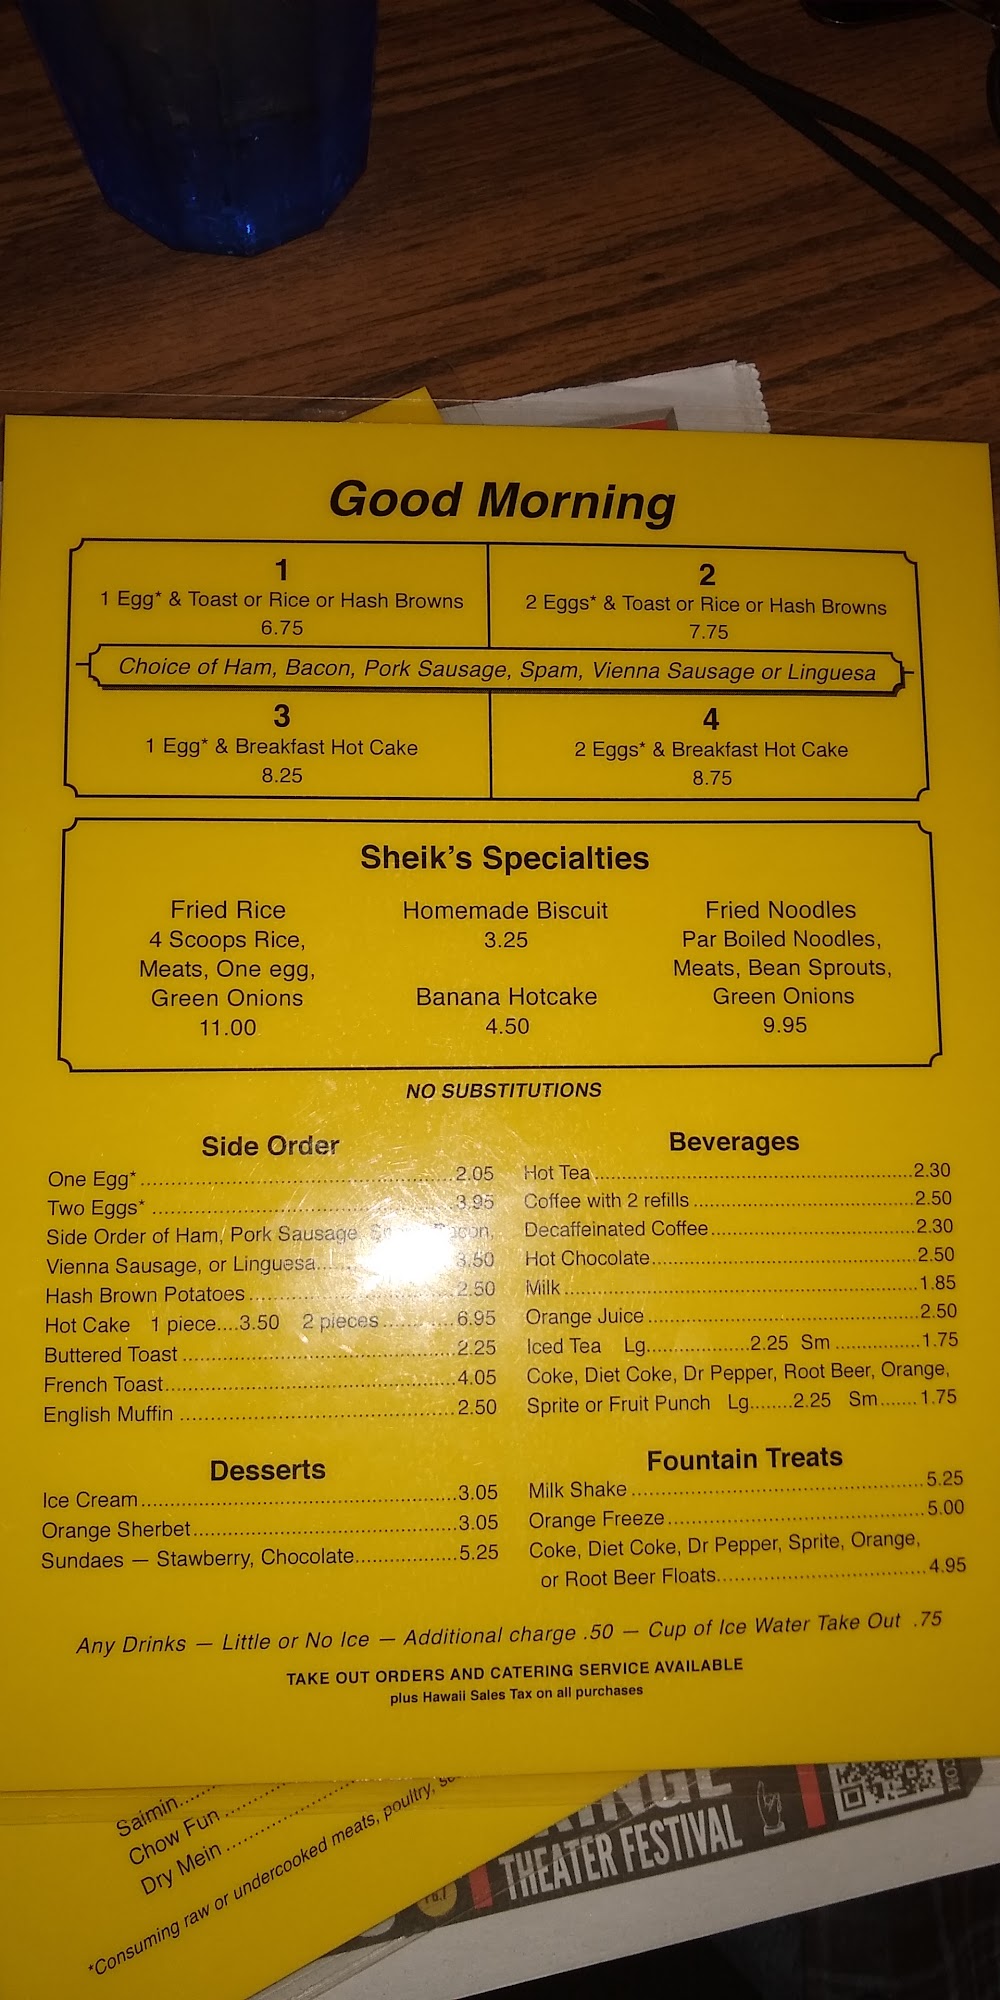 Good Morning
1
1 Egg* & Toast or Rice or Hash Browns
6.75
2
2 Eggs* & Toast or Rice or Hash Browns
7.75
Choice of Ham, Bacon, Pork Sausage, Spam, Vienna Sausage or Linguesa
3
1 Egg* & Breakfast Hot Cake
8.25
4
2 Eggs* & Breakfast Hot Cake
8.75
Sheik's Specialties
Fried Rice
4 Scoops Rice,
Meats, One egg,
Green Onions
11.00
Homemade Biscuit
3.25
Banana Hotcake
4.50
Fried Noodles
Par Boiled Noodles,
Meats, Bean Sprouts,
Green Onions
9.95
NO SUBSTITUTIONS
Side Order
One Egg* 2.05
Two Eggs* 3.95
Side Order of Ham, Pork Sausage, Bacon,
Vienna Sausage, or Linguesa 3.50
Hash Brown Potatoes 2.50
Hot Cake 1 piece....3.50 2 pieces 6.95
Buttered Toast 2.25
French Toast 4.05
English Muffin 2.50
Desserts
Ice Cream 3.05
Orange Sherbet 3.05
Sundaes — Stawberry, Chocolate 5.25
Beverages
Hot Tea 2.30
Coffee with 2 refills 2.50
Decaffeinated Coffee 2.30
Hot Chocolate 2.50
Milk 1.85
Orange Juice 2.50
Iced Tea Lg 2.25 Sm 1.75
Coke, Diet Coke, Dr Pepper, Root Beer, Orange,
Sprite or Fruit Punch Lg 2.25 Sm 1.75
Fountain Treats
Milk Shake 5.25
Orange Freeze 5.00
Coke, Diet Coke, Dr Pepper, Sprite, Orange,
or Root Beer Floats 4.95
Any Drinks — Little or No Ice — Additional charge .50 — Cup of Ice Water Take Out .75
TAKE OUT ORDERS AND CATERING SERVICE AVAILABLE
plus Hawaii Sales Tax on all purchases
Saimin
Chow Fun
Dry Mein
*Consuming raw or undercooked meats, poultry,
THEATER FESTIVAL